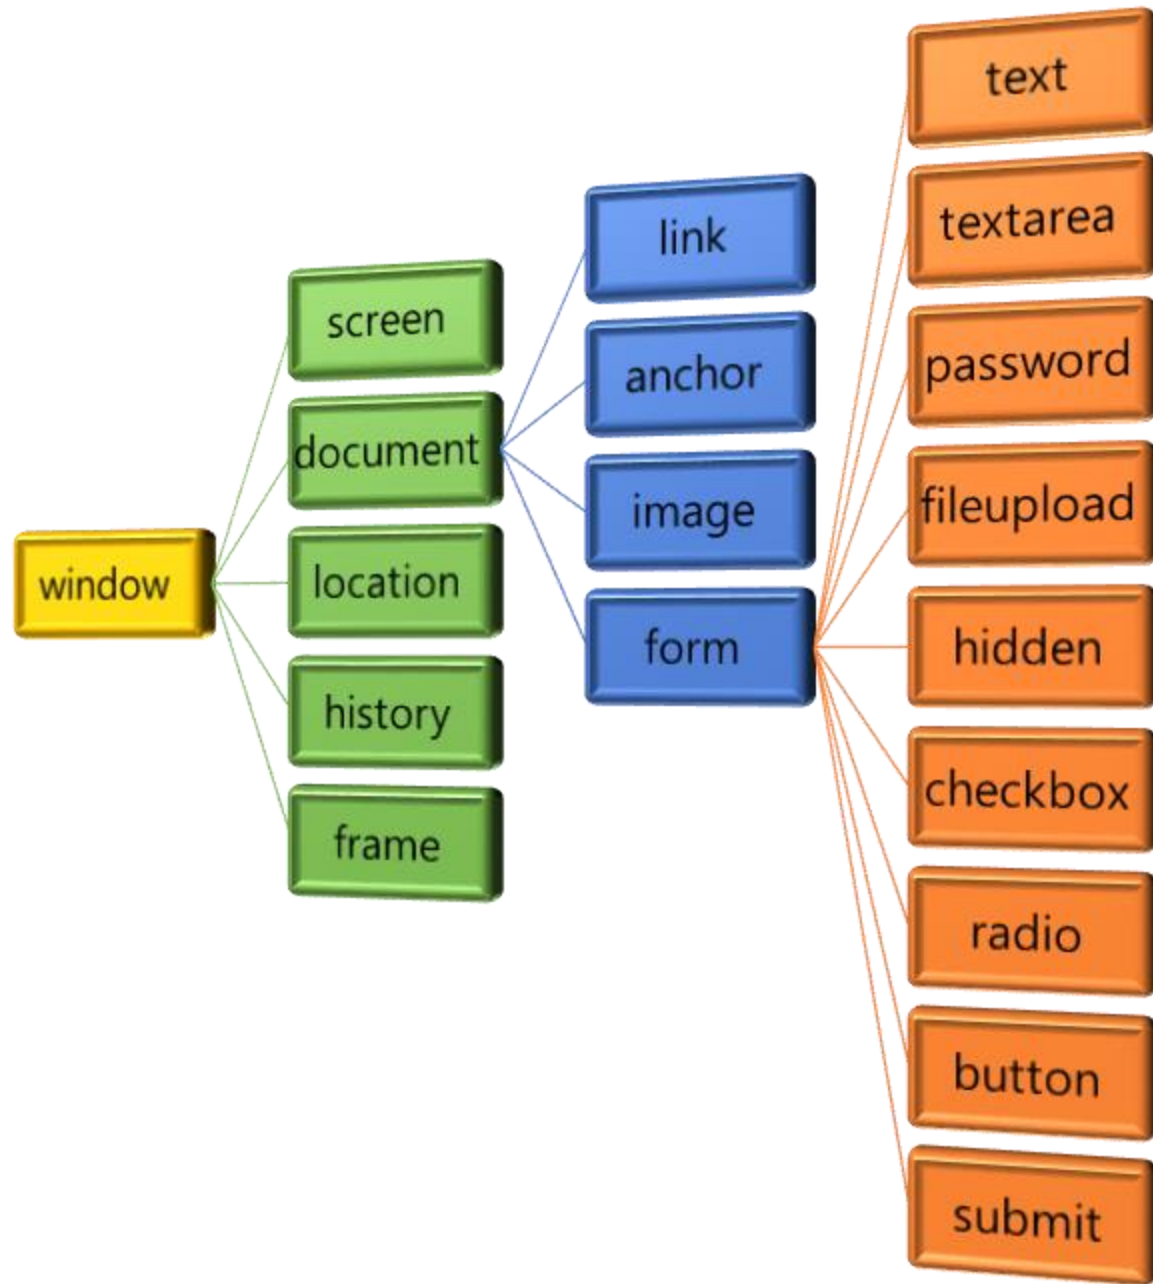 window
screen
document
location
history
frame
link
anchor
image
form
text
textarea
password
fileupload
hidden
checkbox
radio
button
submit